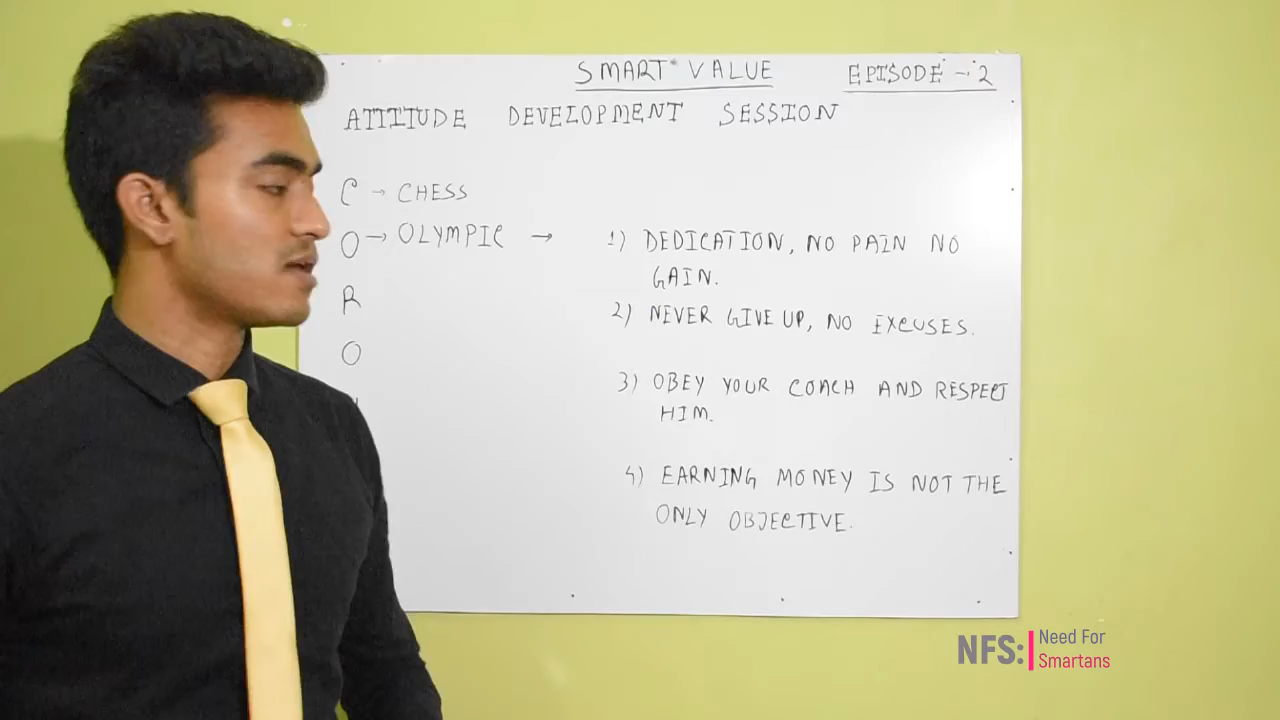 SMART VALUE EPISODE - 2
ATTITUDE DEVELOPMENT SESSION
C → CHESS
O → OLYMPIC → 1) DEDICATION, NO PAIN NO
GAIN.
R
2) NEVER GIVE UP, NO EXCUSES.
O
3) OBEY YOUR COACH AND RESPECT
HIM.
4) EARNING MONEY IS NOT THE
ONLY OBJECTIVE.
NFS: Need For
Smartans